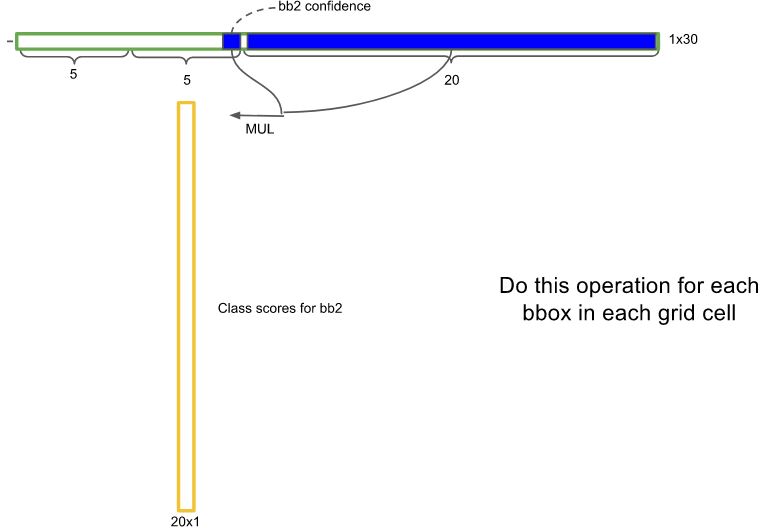 bb2 confidence
1x30
5
5
20
MUL
Class scores for bb2
Do this operation for each
bbox in each grid cell
20x1